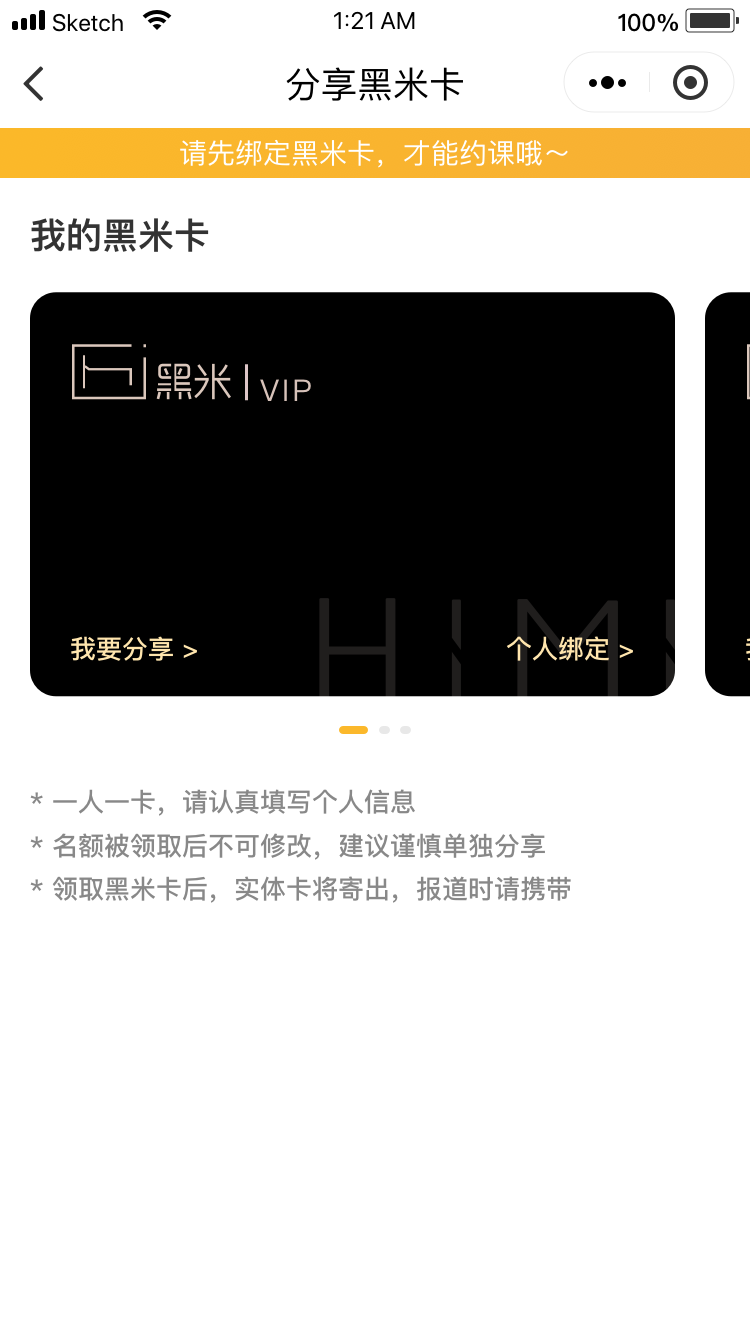 Sketch
1:21 AM
100%
分享黑米卡
请先绑定黑米卡，才能约课哦～
我的黑米卡
黑米 | VIP
HIMI
我要分享 >
个人绑定 >
* 一人一卡，请认真填写个人信息
* 名额被领取后不可修改，建议谨慎单独分享
* 领取黑米卡后，实体卡将寄出，报道时请携带